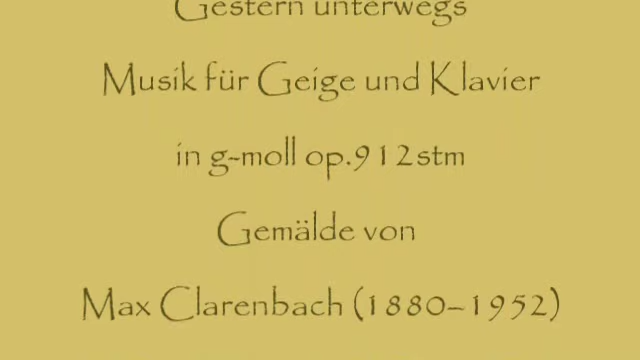 Gestern unterwegs
Musik für Geige und Klavier
in g-moll op.912stm
Gemälde von
Max Clarenbach (1880–1952)